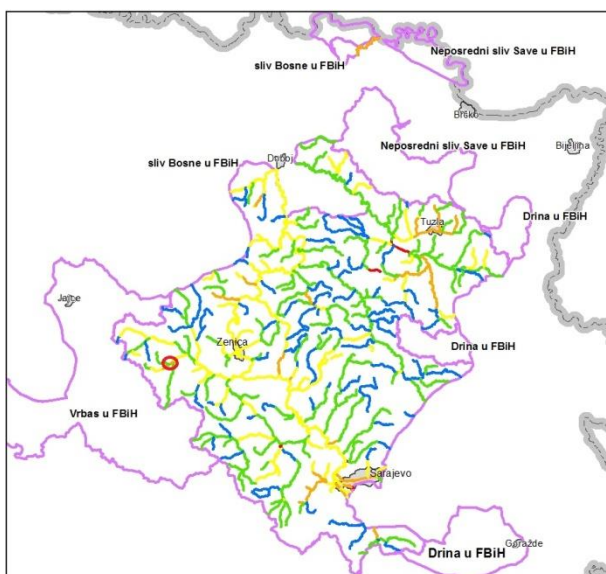 Neposredni sliv Save u FBiH
sliv Bosne u FBiH
Brčko
Neposredni sliv Save u FBiH
Bijeljina
sliv Bosne u FBiH
Doboj
Drina u FBiH
Tuzla
Jajce
Zenica
Drina u FBiH
Vrbas u FBiH
Sarajevo
Goražde
Drina u FBiH